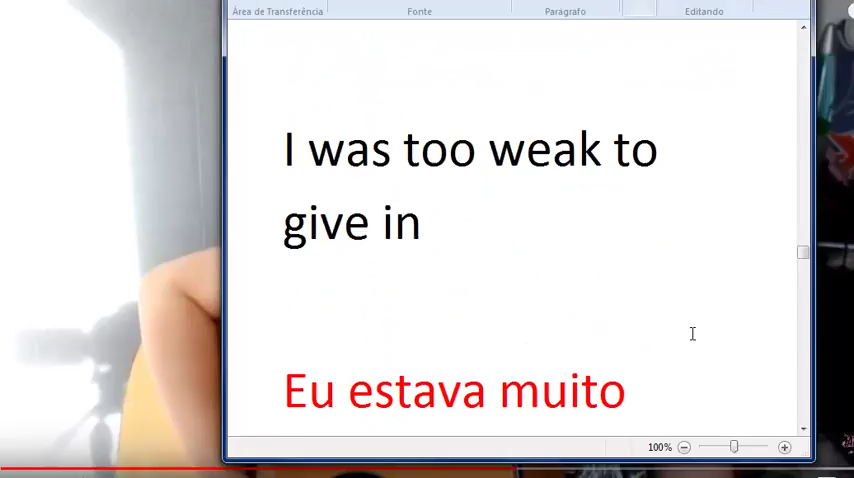 Área de Transferência Fonte Parágrafo Editando
I was too weak to
give in
Eu estava muito
100%